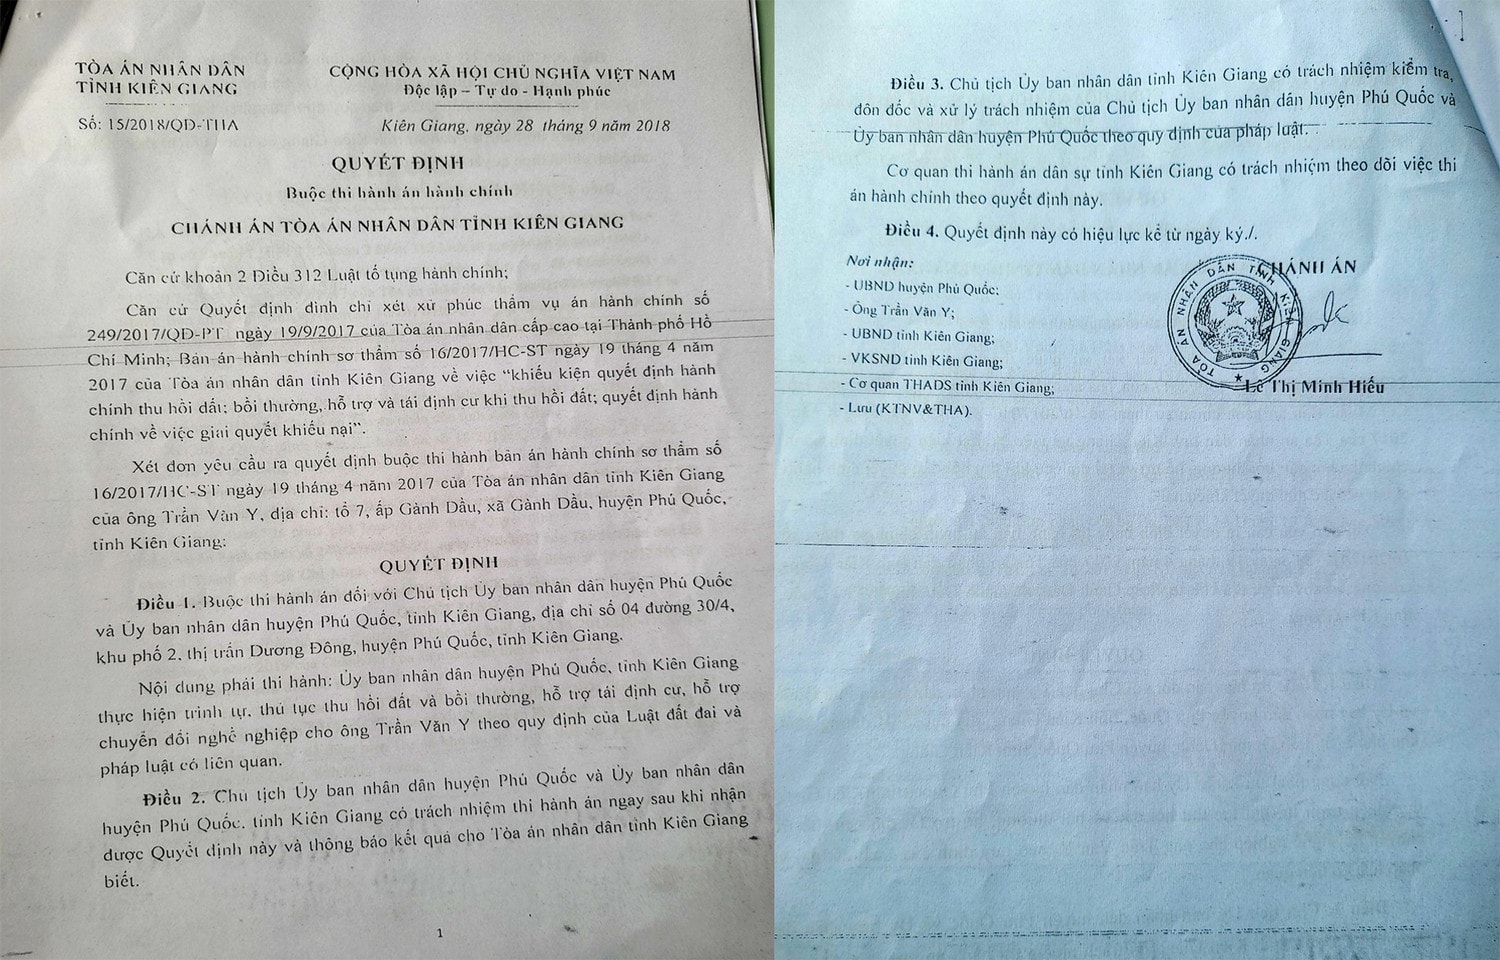 TÒA ÁN NHÂN DÂN
TỈNH KIÊN GIANG
Số: 15/2018/QĐ-THA
CỘNG HÒA XÃ HỘI CHỦ NGHĨA VIỆT NAM
Độc lập – Tự do - Hạnh phúc
Kiên Giang, ngày 28 tháng 9 năm 2018
QUYẾT ĐỊNH
Buộc thi hành án hành chính
CHÁNH ÁN TÒA ÁN NHÂN DÂN TỈNH KIÊN GIANG
Căn cứ khoản 2 Điều 312 Luật tố tụng hành chính;
Căn cứ Quyết định đình chỉ xét xử phúc thẩm vụ án hành chính số
249/2017/QĐ-PT ngày 19/9/2017 của Tòa án nhân dân cấp cao tại Thành phố Hồ
Chí Minh; Bản án hành chính sơ thẩm số 16/2017/HC-ST ngày 19 tháng 4 năm
2017 của Tòa án nhân dân tỉnh Kiên Giang về việc “khiếu kiện quyết định hành
chính thu hồi đất; bồi thường, hỗ trợ và tái định cư khi thu hồi đất; quyết định hành
chính về việc giải quyết khiếu nại”.
Xét đơn yêu cầu ra quyết định buộc thi hành bản án hành chính sơ thẩm số
16/2017/HC-ST ngày 19 tháng 4 năm 2017 của Tòa án nhân dân tỉnh Kiên Giang
của ông Trần Văn Y, địa chỉ: tổ 7, ấp Gành Dầu, xã Gành Dầu, huyện Phú Quốc,
tỉnh Kiên Giang:
QUYẾT ĐỊNH
Điều 1. Buộc thi hành án đối với Chủ tịch Ủy ban nhân dân huyện Phú Quốc
và Ủy ban nhân dân huyện Phú Quốc, tỉnh Kiên Giang, địa chỉ số 04 đường 30/4,
khu phố 2, thị trấn Dương Đông, huyện Phú Quốc, tỉnh Kiên Giang.
Nội dung phải thi hành: Ủy ban nhân dân huyện Phú Quốc, tỉnh Kiên Giang
thực hiện trình tự, thủ tục thu hồi đất và bồi thường, hỗ trợ tái định cư, hỗ trợ
chuyển đổi nghề nghiệp cho ông Trần Văn Y theo quy định của Luật đất đai và
pháp luật có liên quan.
Điều 2. Chủ tịch Ủy ban nhân dân huyện Phú Quốc và Ủy ban nhân dân
huyện Phú Quốc, tỉnh Kiên Giang có trách nhiệm thi hành án ngay sau khi nhận
được Quyết định này và thông báo kết quả cho Tòa án nhân dân tỉnh Kiên Giang
biết.
1
Điều 3. Chủ tịch Ủy ban nhân dân tỉnh Kiên Giang có trách nhiệm kiểm tra,
đôn đốc và xử lý trách nhiệm của Chủ tịch Ủy ban nhân dân huyện Phú Quốc và
Ủy ban nhân dân huyện Phú Quốc theo quy định của pháp luật.
Cơ quan thi hành án dân sự tỉnh Kiên Giang có trách nhiệm theo dõi việc thi
án hành chính theo quyết định này.
Điều 4. Quyết định này có hiệu lực kể từ ngày ký./.
Nơi nhận:
- UBND huyện Phú Quốc;
- Ông Trần Văn Y;
- UBND tỉnh Kiên Giang;
- VKSND tỉnh Kiên Giang;
- Cơ quan THADS tỉnh Kiên Giang;
- Lưu (KTNV&THA).
CHÁNH ÁN
TÒA ÁN NHÂN DÂN TỈNH KIÊN GIANG
Lê Thị Minh Hiếu